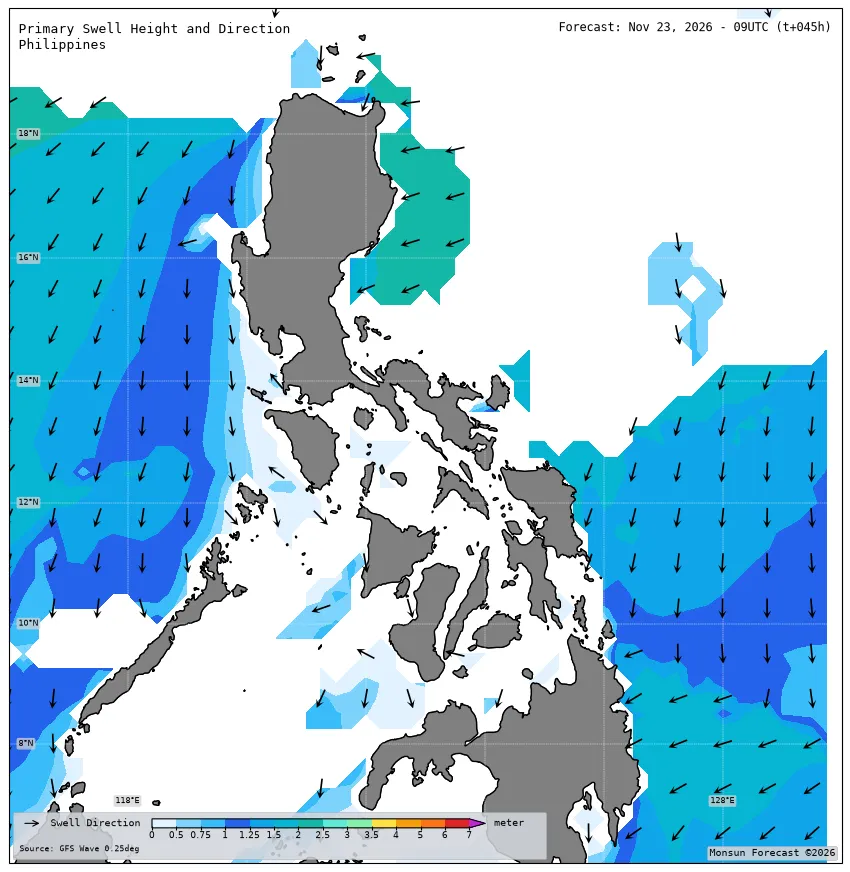 Primary Swell Height and Direction
Philippines
Forecast: Nov 23, 2026 - 09UTC (t+045h)
18°N
16°N
14°N
12°N
10°N
8°N
118°E
128°E
Swell Direction
0 0.5 0.75 1 1.25 1.5 2 2.5 3 3.5 4 5 6 7
meter
Source: GFS Wave 0.25deg
Monsun Forecast ©2026